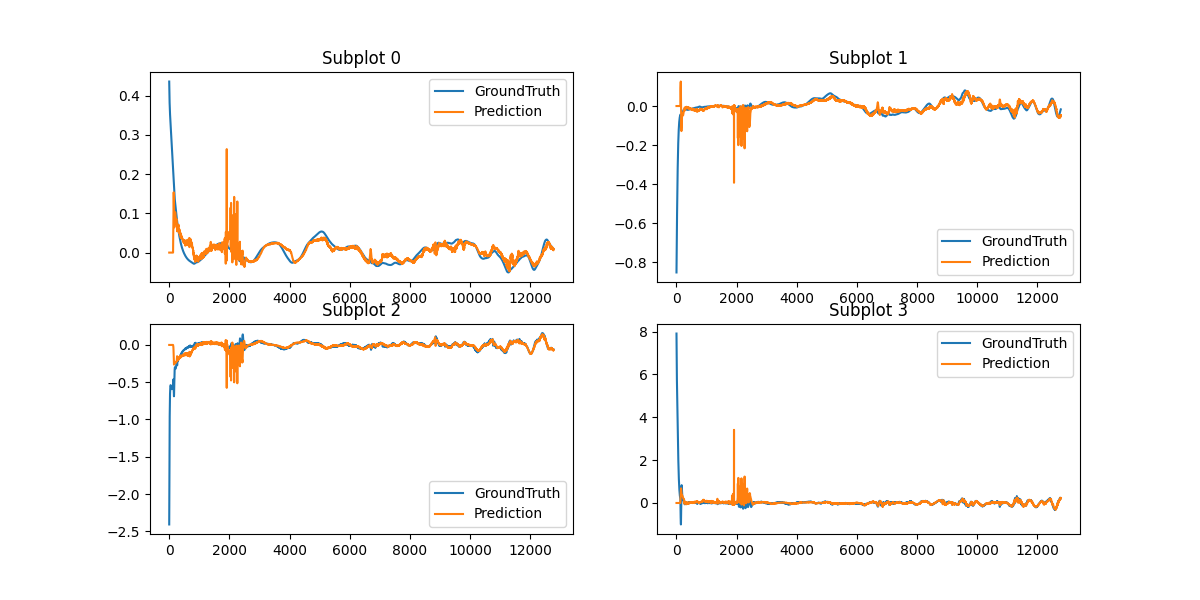 Subplot 0
0.4
0.3
0.2
0.1
0.0
GroundTruth
Prediction
0 2000 4000 6000 8000 10000 12000
Subplot 1
0.0
−0.2
−0.4
−0.6
−0.8
GroundTruth
Prediction
0 2000 4000 6000 8000 10000 12000
Subplot 2
0.0
−0.5
−1.0
−1.5
−2.0
−2.5
GroundTruth
Prediction
0 2000 4000 6000 8000 10000 12000
Subplot 3
8
6
4
2
0
GroundTruth
Prediction
0 2000 4000 6000 8000 10000 12000